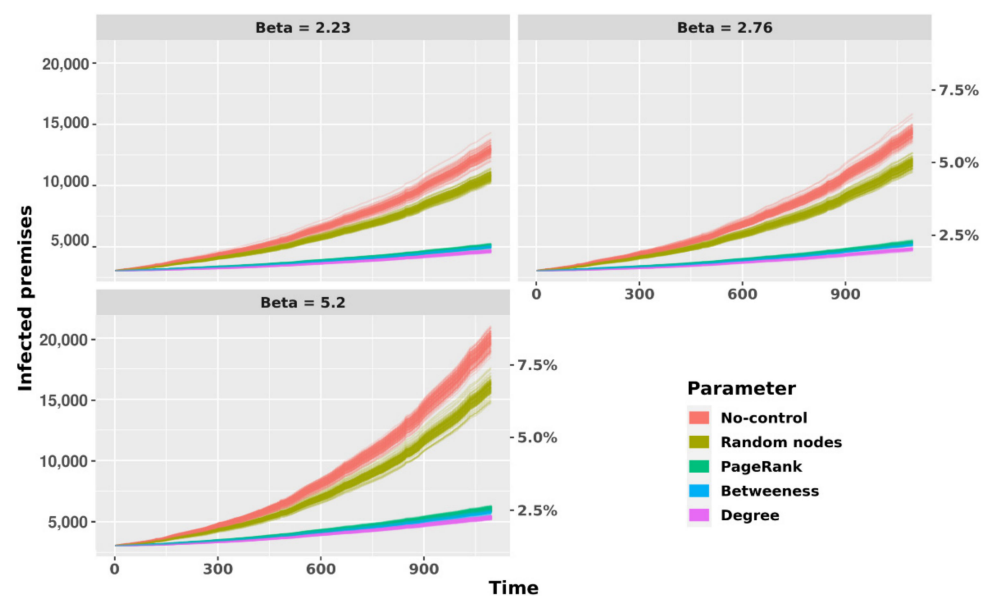 Beta = 2.23
Beta = 2.76
20,000
15,000
10,000
5,000
7.5%
5.0%
2.5%
0 300 600 900
Beta = 5.2
20,000
15,000
10,000
5,000
7.5%
5.0%
2.5%
0 300 600 900
Infected premises
Time
Parameter
No-control
Random nodes
PageRank
Betweeness
Degree